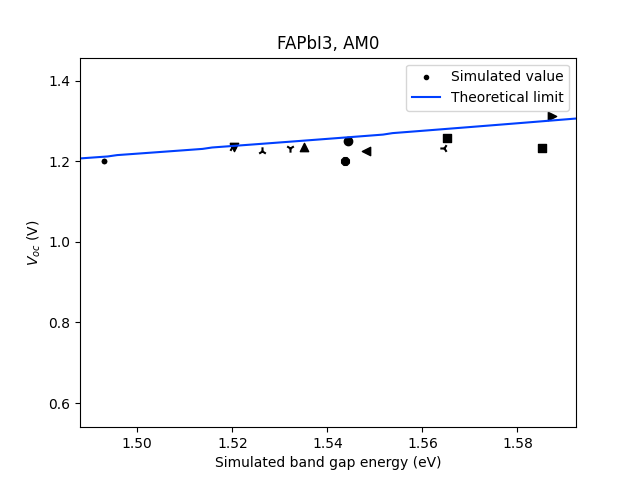 FAPbI3, AM0
Simulated value
Theoretical limit
1.4
1.2
1.0
0.8
0.6
V_oc (V)
1.50 1.52 1.54 1.56 1.58
Simulated band gap energy (eV)